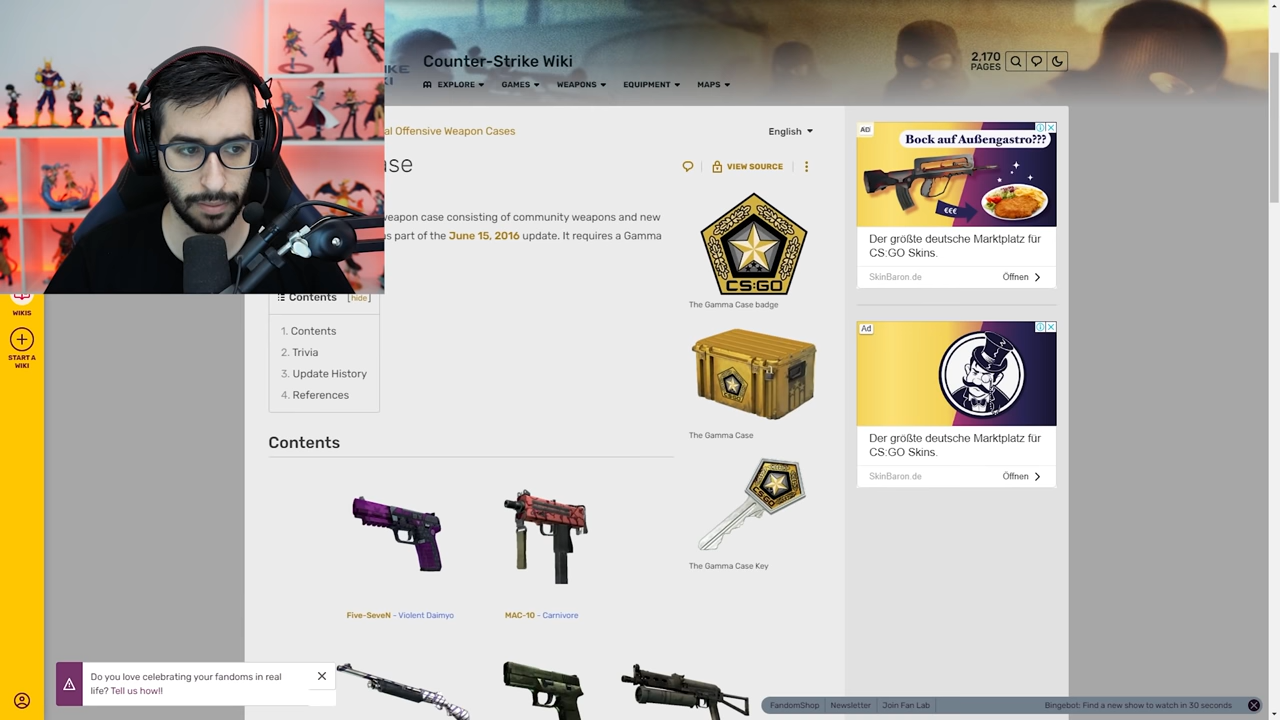 Counter-Strike Wiki
2,170
PAGES
EXPLORE
GAMES
WEAPONS
EQUIPMENT
MAPS
al Offensive Weapon Cases
English
ase
VIEW SOURCE
weapon case consisting of community weapons and new
as part of the June 15, 2016 update. It requires a Gamma
CS:GO
The Gamma Case badge
The Gamma Case
The Gamma Case Key
WIKIS
START A
WIKI
Contents [hide]
1. Contents
2. Trivia
3. Update History
4. References
Contents
Five-SeveN - Violent Daimyo
MAC-10 - Carnivore
AD
Bock auf Außengastro???
€€€
Der größte deutsche Marktplatz für
CS:GO Skins.
SkinBaron.de
Öffnen
Ad
Der größte deutsche Marktplatz für
CS:GO Skins.
SkinBaron.de
Öffnen
Do you love celebrating your fandoms in real
life? Tell us how!!
FandomShop
Newsletter
Join Fan Lab
Bingebot: Find a new show to watch in 30 seconds